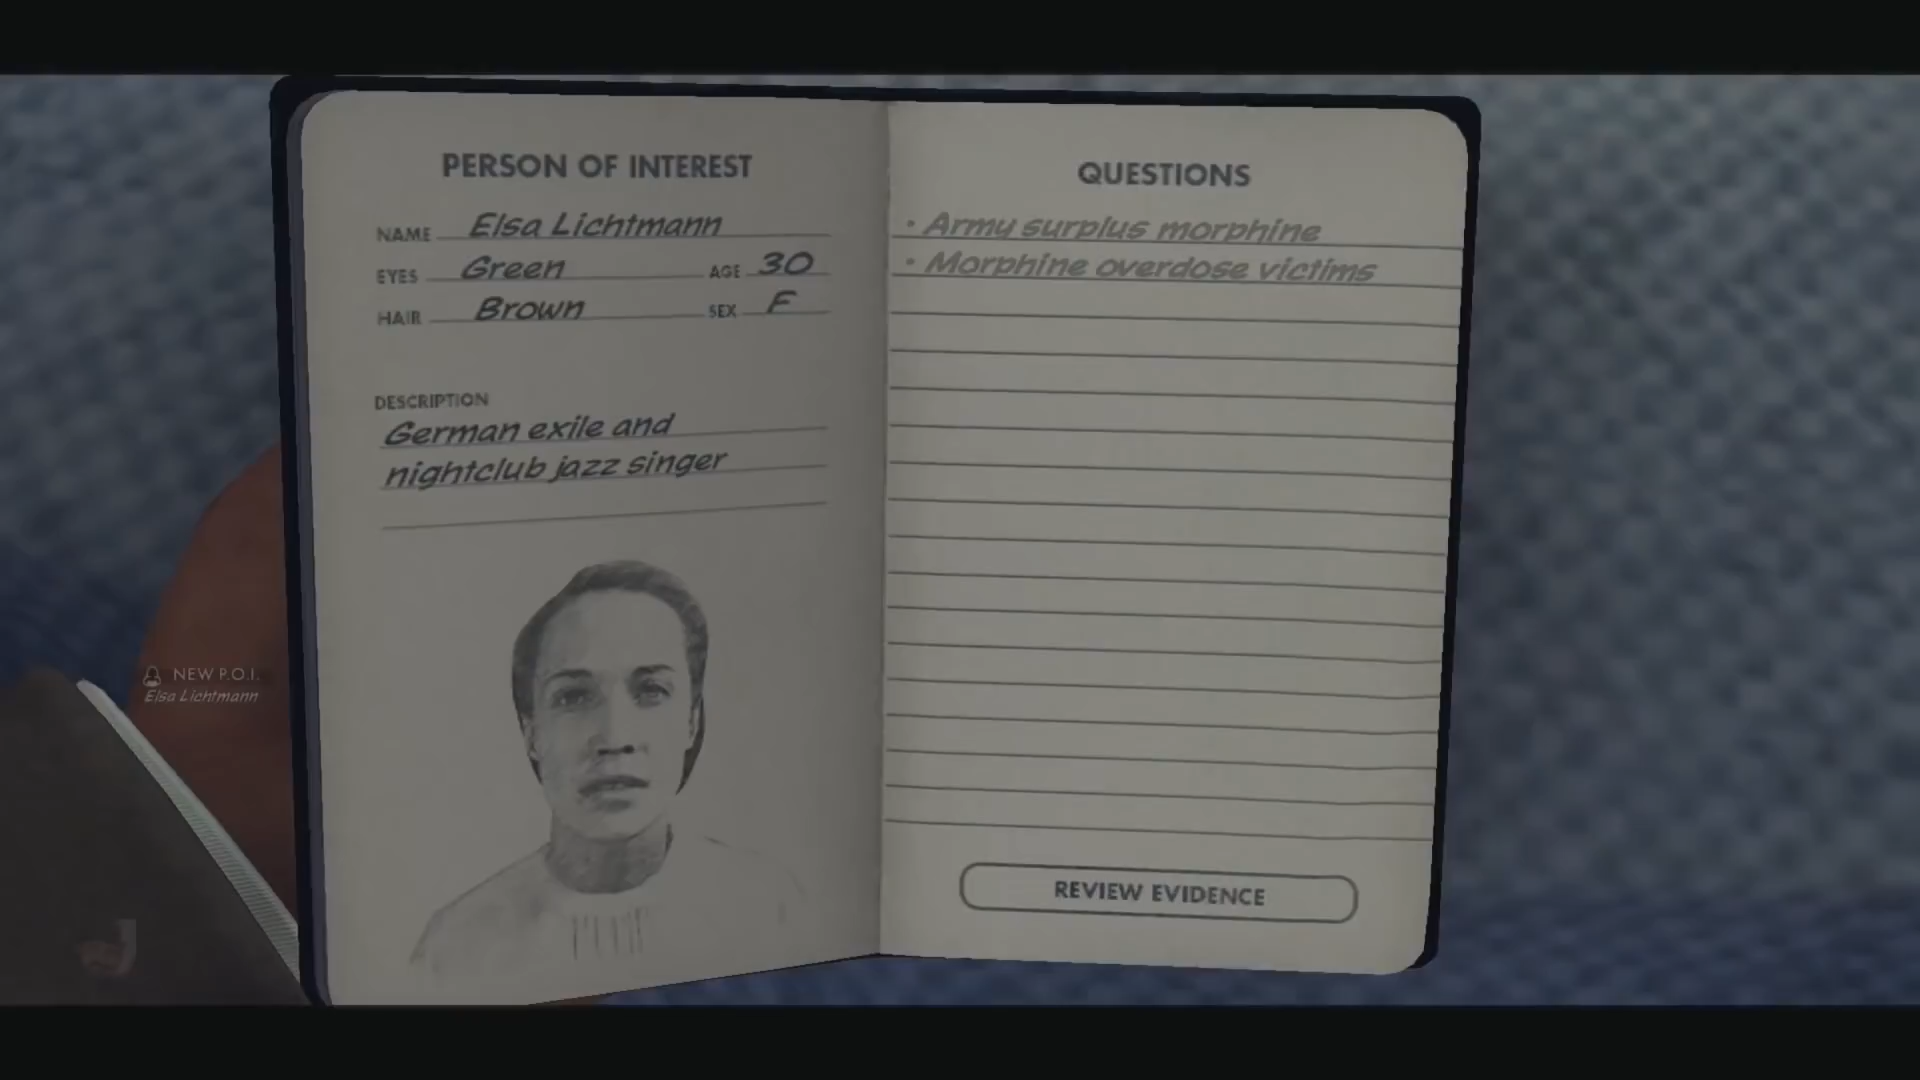 PERSON OF INTEREST
NAME Elsa Lichtmann
EYES Green AGE 30
HAIR Brown SEX F
DESCRIPTION
German exile and
nightclub jazz singer
QUESTIONS
• Army surplus morphine
• Morphine overdose victims
REVIEW EVIDENCE
NEW P.O.I.
Elsa Lichtmann